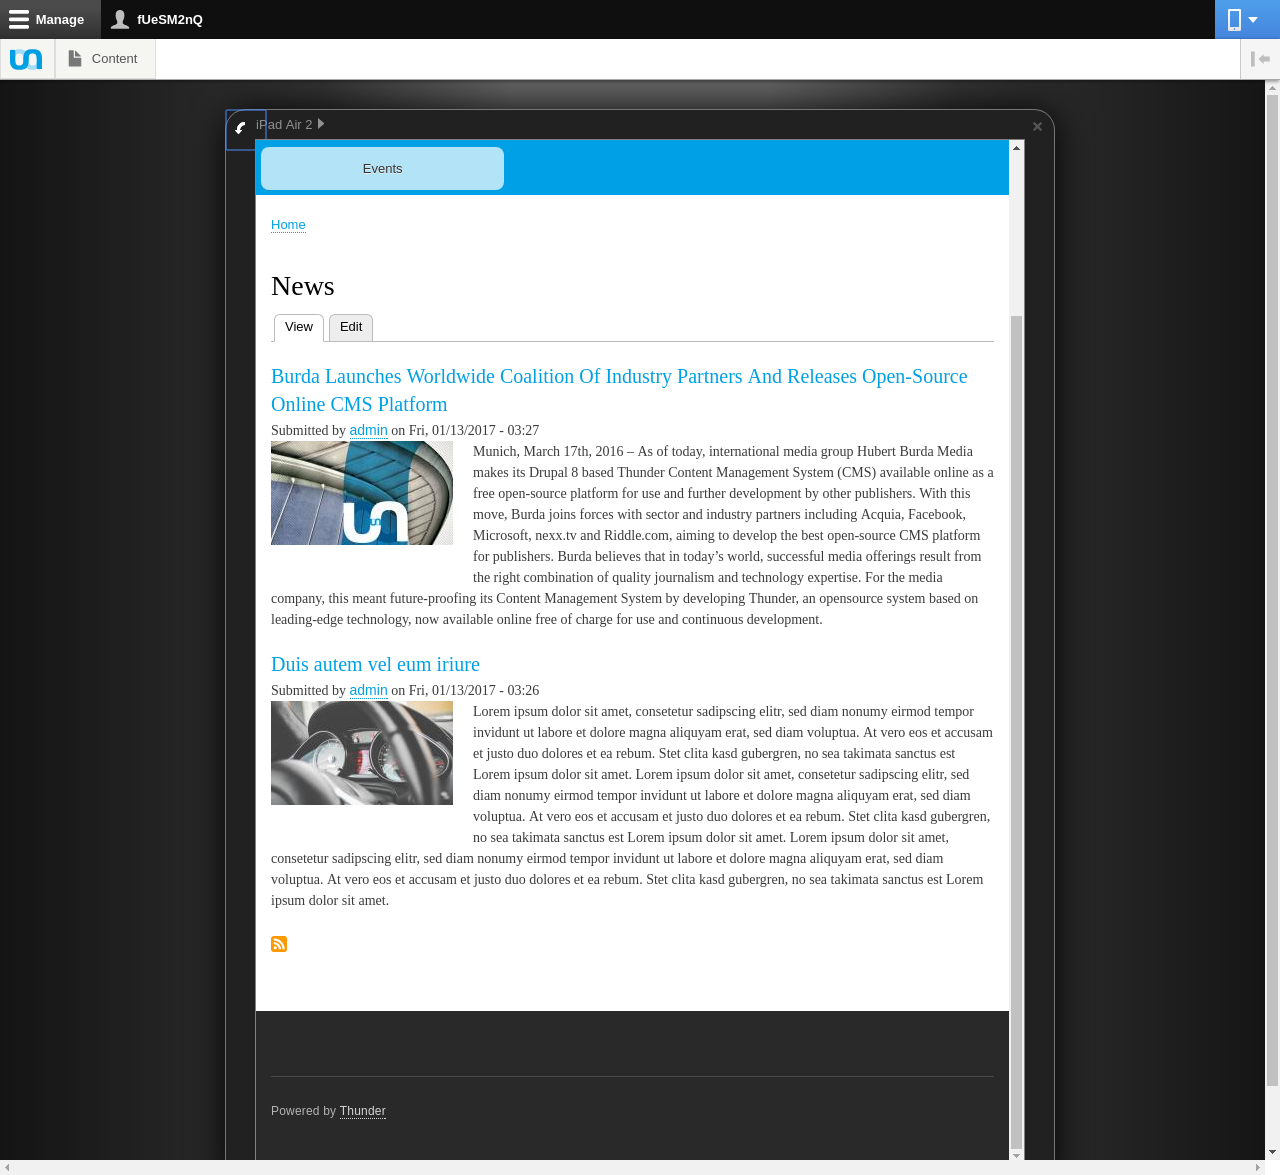 Manage
fUeSM2nQ
Content
iPad Air 2
Events
Home
News
View
Edit
Burda Launches Worldwide Coalition Of Industry Partners And Releases Open-Source
Online CMS Platform
Submitted by admin on Fri, 01/13/2017 - 03:27
Munich, March 17th, 2016 – As of today, international media group Hubert Burda Media
makes its Drupal 8 based Thunder Content Management System (CMS) available online as a
free open-source platform for use and further development by other publishers. With this
move, Burda joins forces with sector and industry partners including Acquia, Facebook,
Microsoft, nexx.tv and Riddle.com, aiming to develop the best open-source CMS platform
for publishers. Burda believes that in today’s world, successful media offerings result from
the right combination of quality journalism and technology expertise. For the media
company, this meant future-proofing its Content Management System by developing Thunder, an opensource system based on
leading-edge technology, now available online free of charge for use and continuous development.
Duis autem vel eum iriure
Submitted by admin on Fri, 01/13/2017 - 03:26
Lorem ipsum dolor sit amet, consetetur sadipscing elitr, sed diam nonumy eirmod tempor
invidunt ut labore et dolore magna aliquyam erat, sed diam voluptua. At vero eos et accusam
et justo duo dolores et ea rebum. Stet clita kasd gubergren, no sea takimata sanctus est
Lorem ipsum dolor sit amet. Lorem ipsum dolor sit amet, consetetur sadipscing elitr, sed
diam nonumy eirmod tempor invidunt ut labore et dolore magna aliquyam erat, sed diam
voluptua. At vero eos et accusam et justo duo dolores et ea rebum. Stet clita kasd gubergren,
no sea takimata sanctus est Lorem ipsum dolor sit amet. Lorem ipsum dolor sit amet,
consetetur sadipscing elitr, sed diam nonumy eirmod tempor invidunt ut labore et dolore magna aliquyam erat, sed diam
voluptua. At vero eos et accusam et justo duo dolores et ea rebum. Stet clita kasd gubergren, no sea takimata sanctus est Lorem
ipsum dolor sit amet.
Powered by Thunder